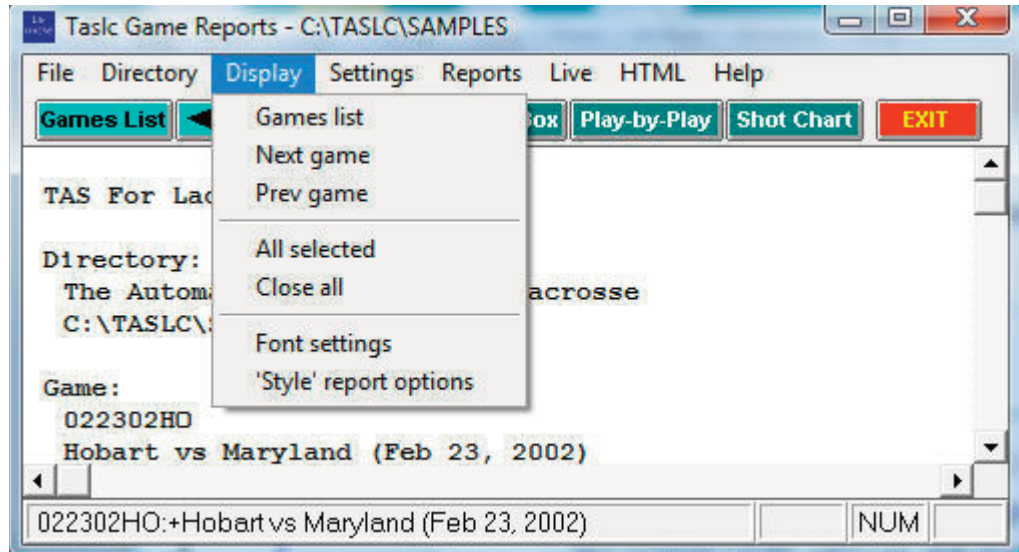 Taslc Game Reports - C:\TASLC\SAMPLES
File Directory Display Settings Reports Live HTML Help
Games List Box Play-by-Play Shot Chart EXIT
Games list
Next game
Prev game
All selected
Close all
Font settings
'Style' report options
TAS For Lac
Directory:
The Automa acrosse
C:\TASLC\S
Game:
022302HO
Hobart vs Maryland (Feb 23, 2002)
022302HO:+Hobart vs Maryland (Feb 23, 2002) NUM